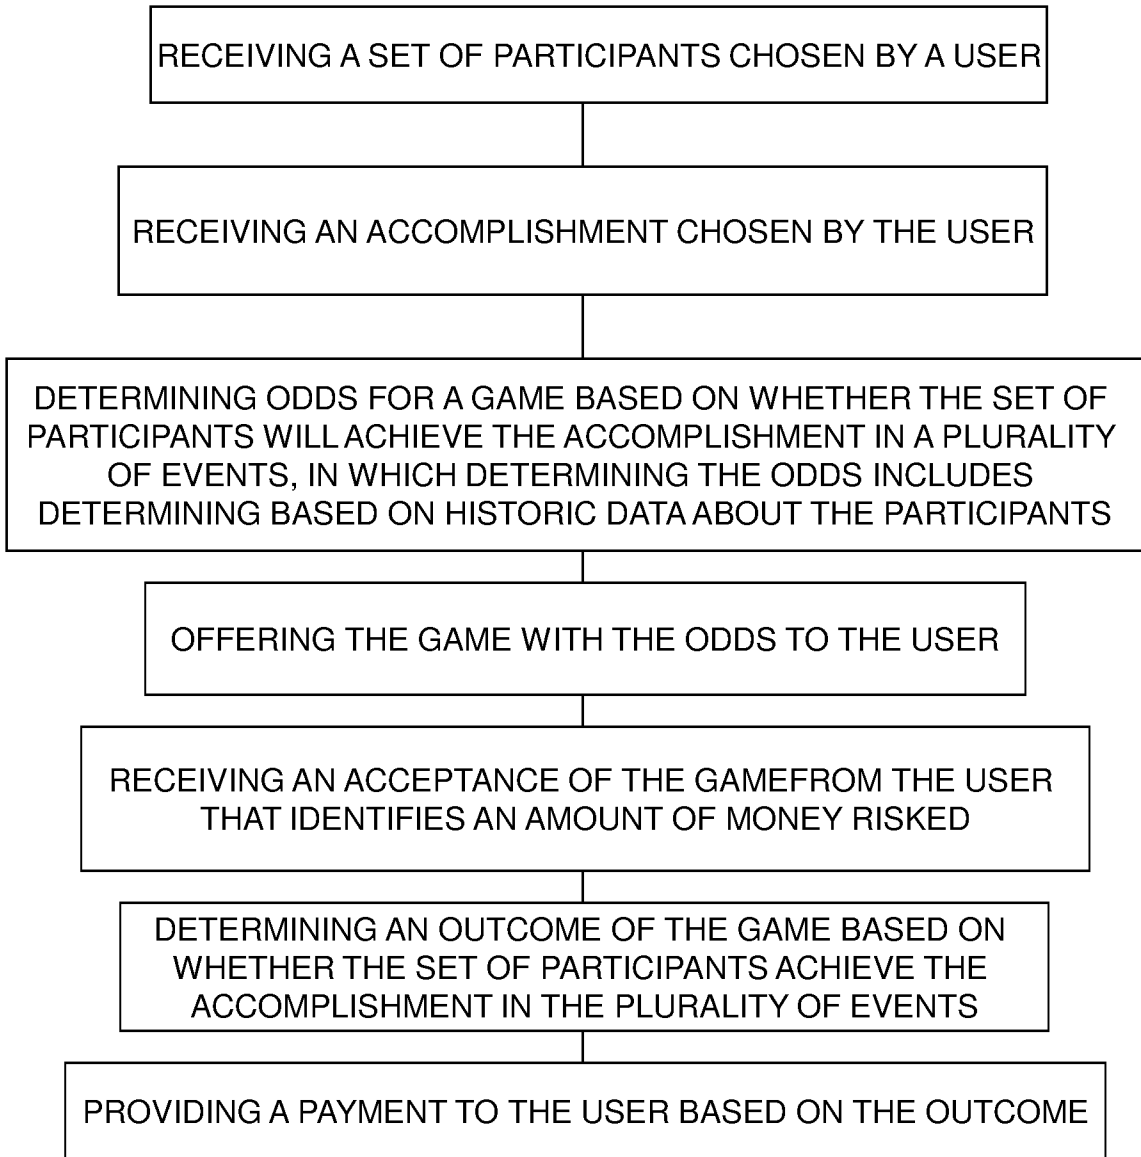 RECEIVING A SET OF PARTICIPANTS CHOSEN BY A USER
RECEIVING AN ACCOMPLISHMENT CHOSEN BY THE USER
DETERMINING ODDS FOR A GAME BASED ON WHETHER THE SET OF
PARTICIPANTS WILL ACHIEVE THE ACCOMPLISHMENT IN A PLURALITY
OF EVENTS, IN WHICH DETERMINING THE ODDS INCLUDES
DETERMINING BASED ON HISTORIC DATA ABOUT THE PARTICIPANTS
OFFERING THE GAME WITH THE ODDS TO THE USER
RECEIVING AN ACCEPTANCE OF THE GAMEFROM THE USER
THAT IDENTIFIES AN AMOUNT OF MONEY RISKED
DETERMINING AN OUTCOME OF THE GAME BASED ON
WHETHER THE SET OF PARTICIPANTS ACHIEVE THE
ACCOMPLISHMENT IN THE PLURALITY OF EVENTS
PROVIDING A PAYMENT TO THE USER BASED ON THE OUTCOME